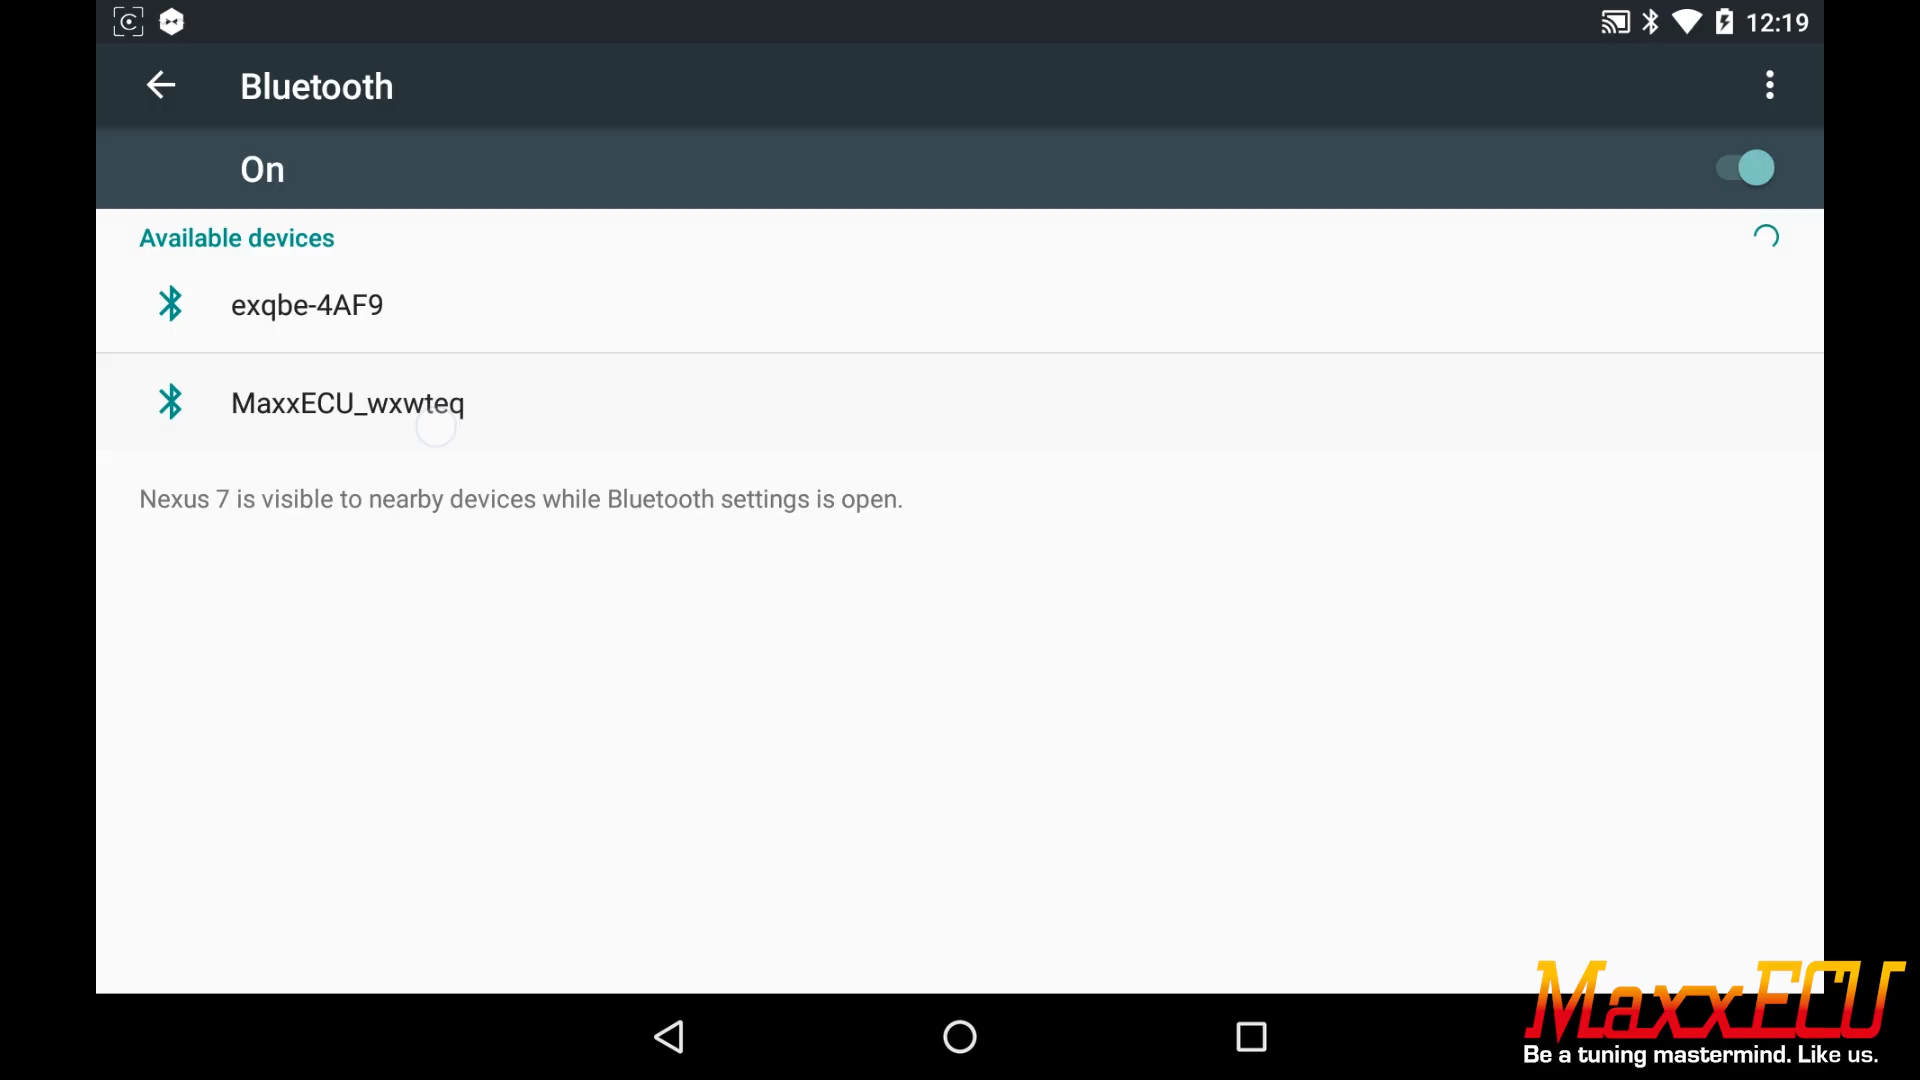 12:19
Bluetooth
On
Available devices
exqbe-4AF9
MaxxECU_wxwteq
Nexus 7 is visible to nearby devices while Bluetooth settings is open.
MaxxECU
Be a tuning mastermind. Like us.